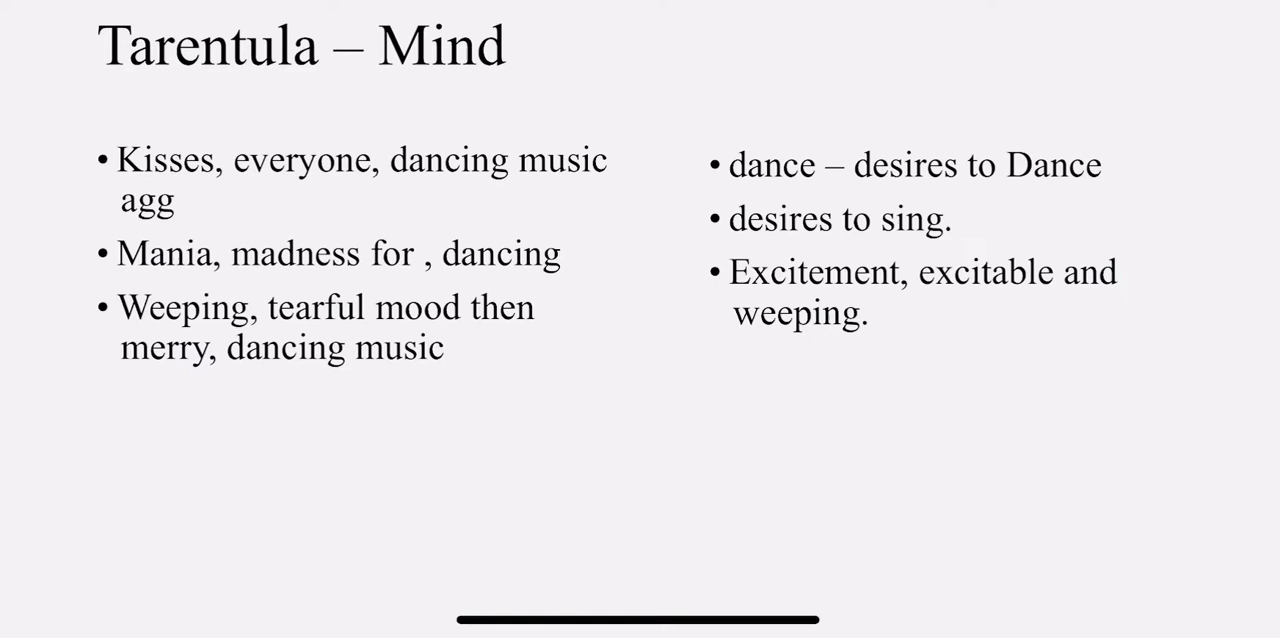 Tarentula – Mind
• Kisses, everyone, dancing music
agg
• Mania, madness for , dancing
• Weeping, tearful mood then
merry, dancing music
• dance – desires to Dance
• desires to sing.
• Excitement, excitable and
weeping.